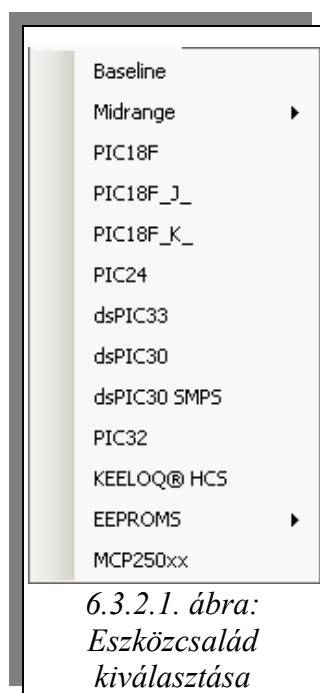 Baseline
Midrange
PIC18F
PIC18F_J_
PIC18F_K_
PIC24
dsPIC33
dsPIC30
dsPIC30 SMPS
PIC32
KEELOQ® HCS
EEPROMS
MCP250xx
6.3.2.1. ábra:
Eszközcsalád
kiválasztása